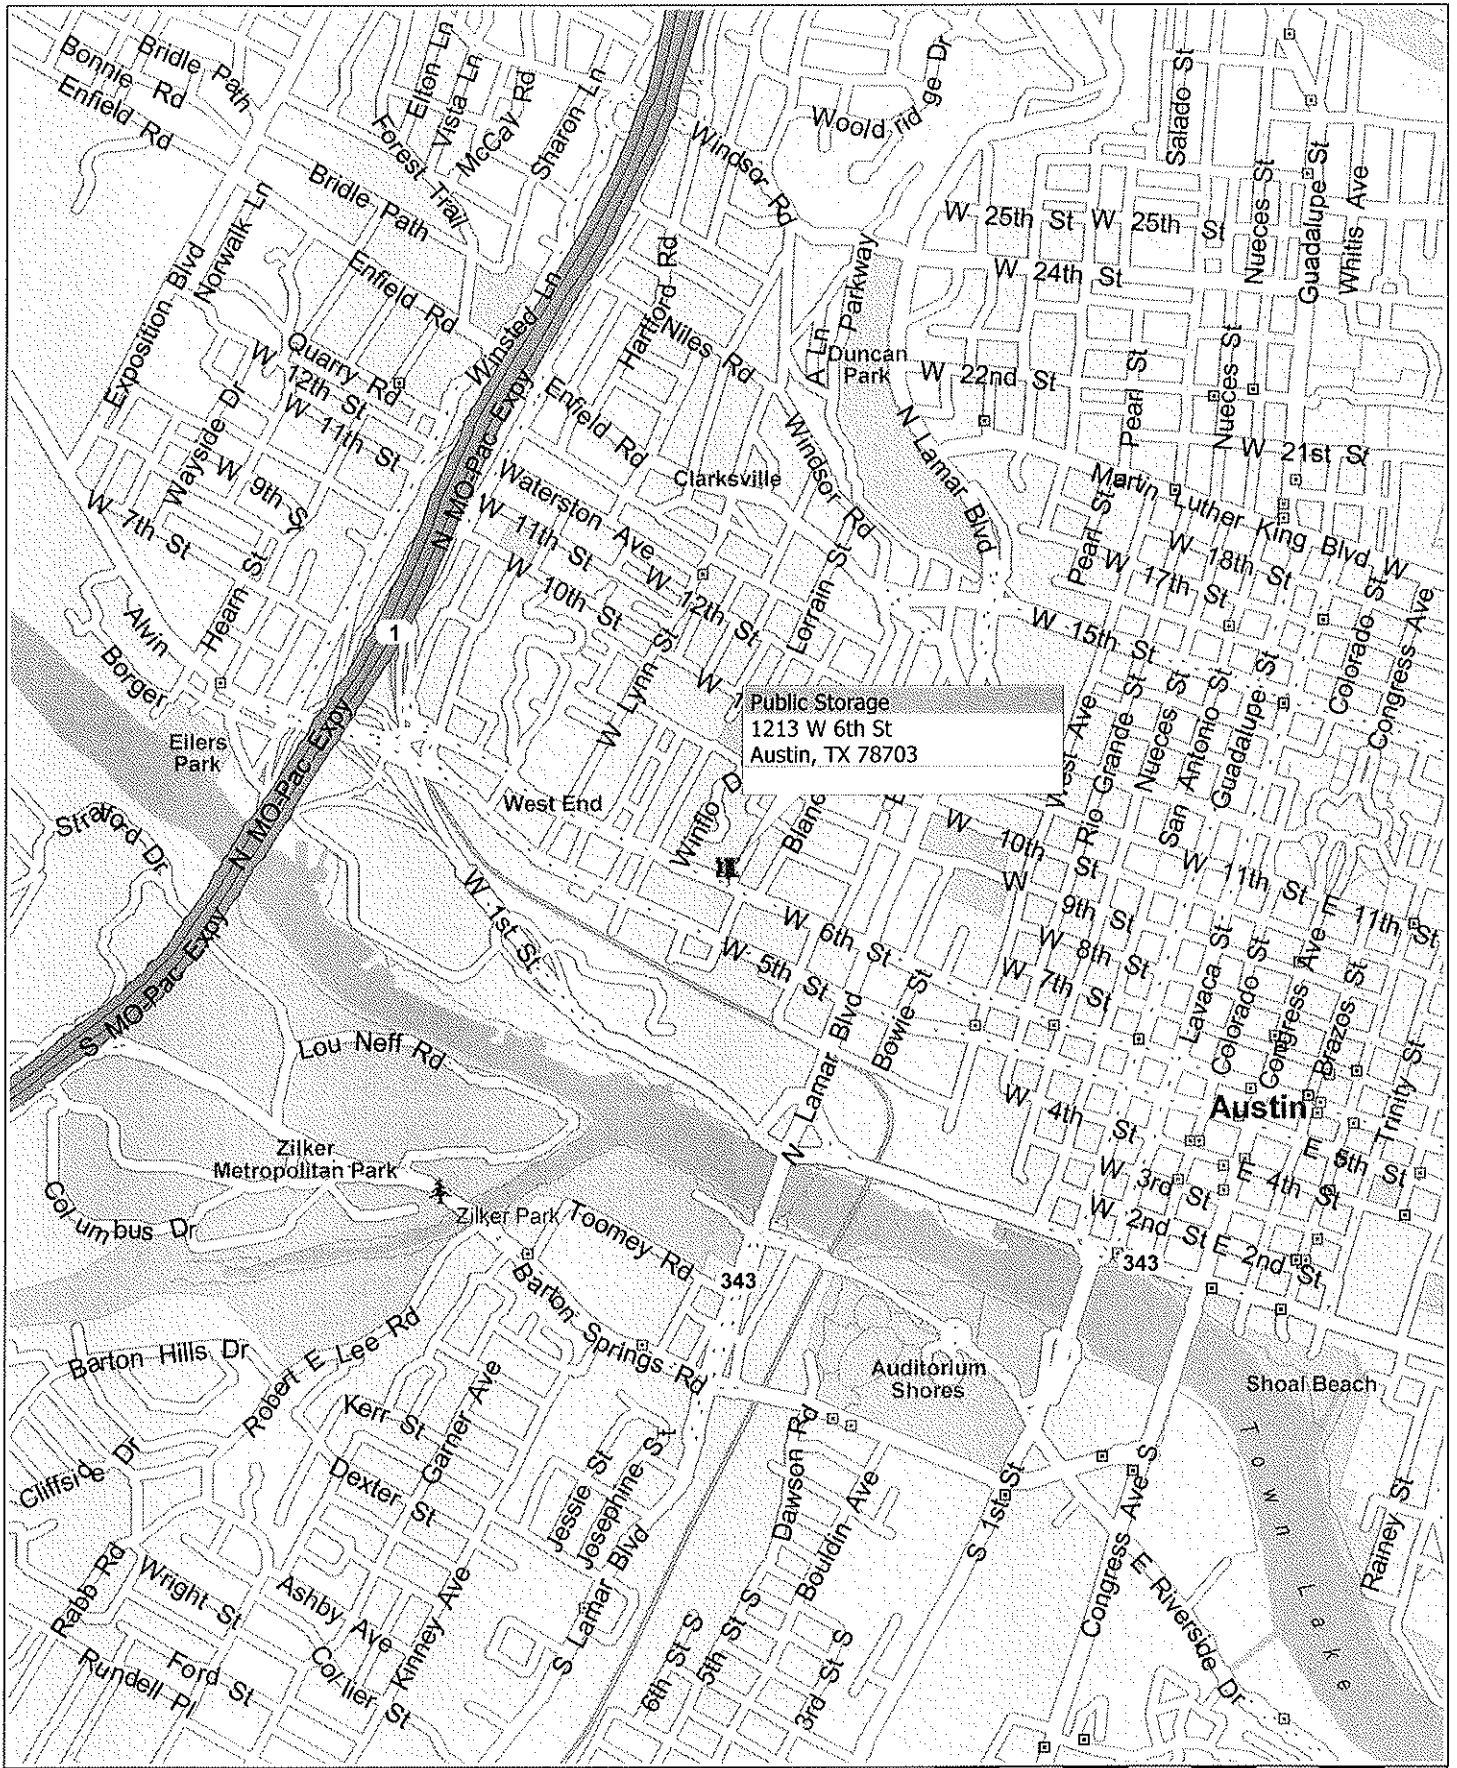 Bridle Path
Bonnie Rd
Enfield Rd
Elton Ln
Vista Ln
McCay Rd
Sharon Ln
Forest Trail
Bridle Path
Windsor Rd
Woold rid ge Dr
Salado St
Nueces St
Guadalupe St
Whitis Ave
W 25th St
W 25th St
W 24th St
Norwalk Ln
Exposition Blvd
Enfield Rd
Winsted Ln
Hartford Rd
Niles Rd
Parkway
A Ln
Duncan
Park
W 22nd St
Pearl St
Nueces St
W 21st St
Quarry Rd
W 12th St
W 11th St
Wayside Dr
W 9th St
W 7th St
Hearn St
N MO-Pac Expy
Enfield Rd
Clarksville
Windsor Rd
N Lamar Blvd
Martin Luther King Blvd W
Waterston Ave
W 11th St
W 10th St
W 12th St
Pearl St
W 18th St
W 17th St
W 15th St
Lorrain St
W Lynn St
Alvin
Borger
1
Eilers
Park
N MO-Pac Expy
Public Storage
1213 W 6th St
Austin, TX 78703
W 7
Rio Grande St
Nueces St
San Antonio St
Guadalupe St
Colorado St
Congress Ave
West End
Winflo D
Blane
Stratford Dr
W 10th St
W 11th St
E 11th St
W 9th St
W 8th St
W 7th St
W 6th St
W 5th St
W 1st St
S MO-Pac Expy
Lou Neff Rd
N Lamar Blvd
Bowie St
Lavaca St
Colorado St
Congress Ave
Brazos St
Trinity St
Austin
W 4th St
E 5th St
E 4th St
W 3rd St
W 2nd St
E 2nd St
Zilker
Metropolitan Park
Columbus Dr
Zilker Park
Toomey Rd
343
343
Barton Springs Rd
Barton Hills Dr
Robert E Lee Rd
Auditorium
Shores
Shoal Beach
Town Lake
Kerr St
Garner Ave
Cliffside Dr
Dexter St
Jessie St
Josephine St
Dawson Rd
Bouldin Ave
S 1st St
Congress Ave S
Rainey St
E Riverside Dr
Rabb Rd
Wright St
Ashby Ave
Kinney Ave
S Lamar Blvd
Ford St
Rundell Pl
Collier St
6th St S
5th St S
3rd St S